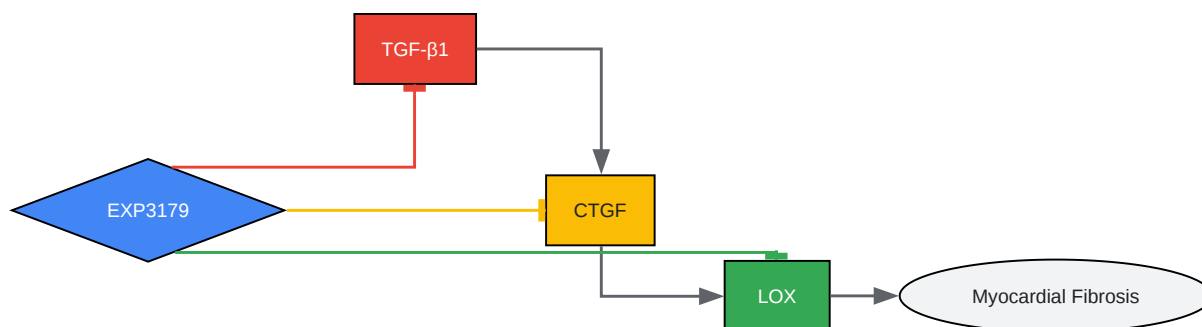 TGF-β1
EXP3179
CTGF
LOX
Myocardial Fibrosis